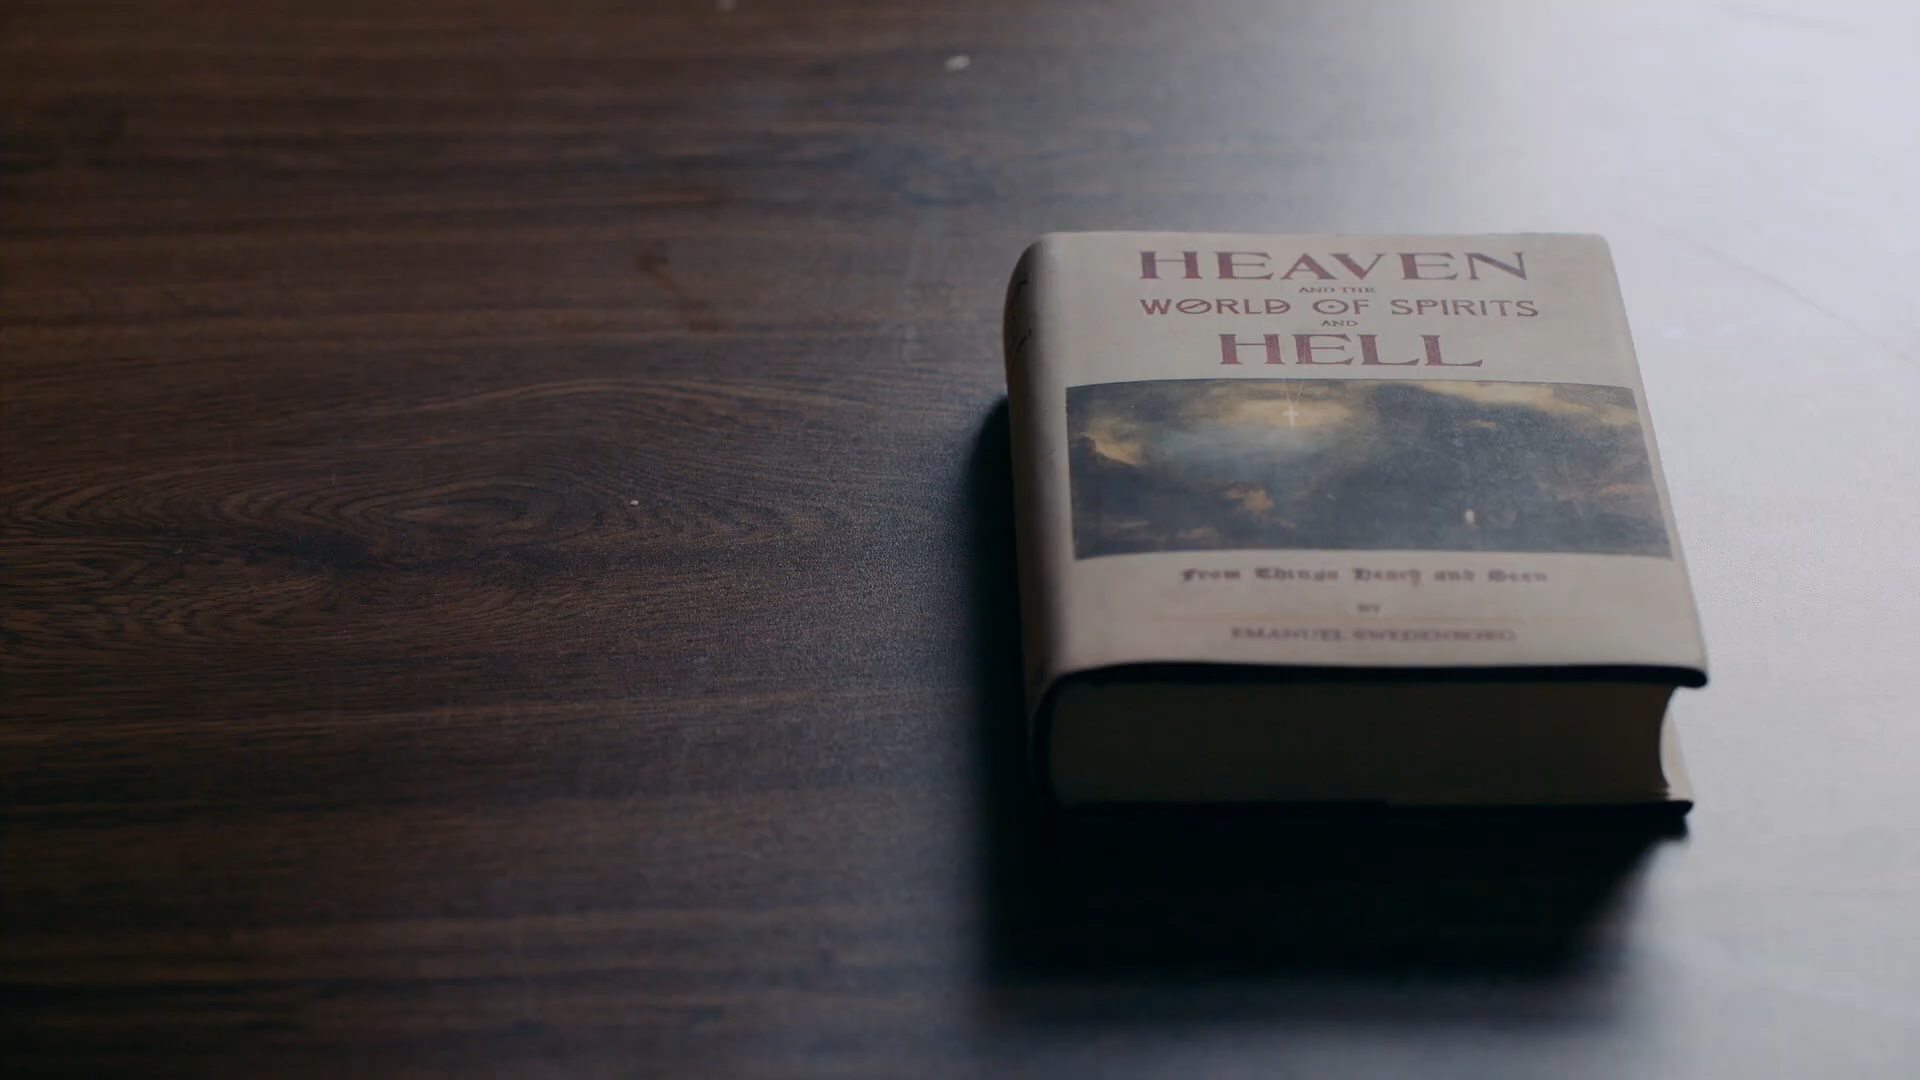 HEAVEN
AND THE
WORLD OF SPIRITS
AND
HELL
From Things Heard and Seen
BY
EMANUEL SWEDENBORG